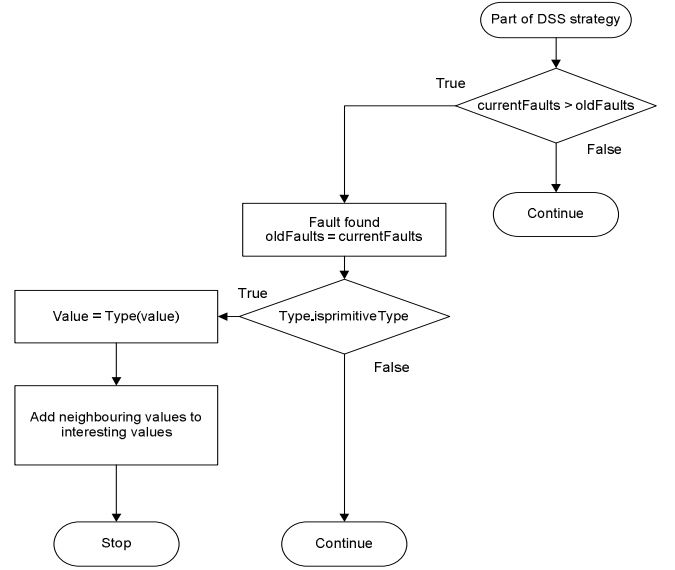 Part of DSS strategy
True
currentFaults > oldFaults
False
Continue
Fault found
oldFaults = currentFaults
True
Value = Type(value)
Type.isprimitiveType
False
Add neighbouring values to
interesting values
Stop
Continue